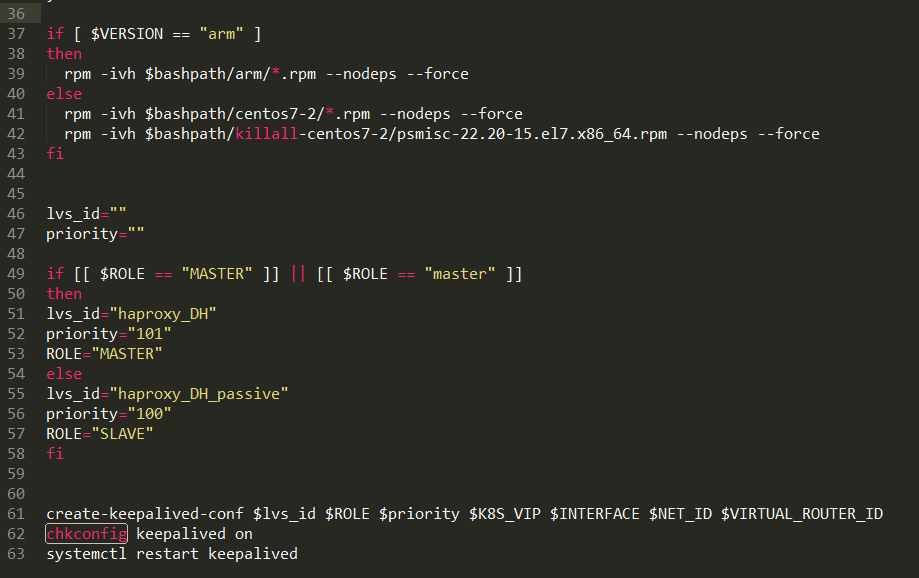 36
37 if [ $VERSION == "arm" ]
38 then
39 rpm -ivh $bashpath/arm/*.rpm --nodeps --force
40 else
41 rpm -ivh $bashpath/centos7-2/*.rpm --nodeps --force
42 rpm -ivh $bashpath/killall-centos7-2/psmisc-22.20-15.el7.x86_64.rpm --nodeps --force
43 fi
44
45
46 lvs_id=""
47 priority=""
48
49 if [[ $ROLE == "MASTER" ]] || [[ $ROLE == "master" ]]
50 then
51 lvs_id="haproxy_DH"
52 priority="101"
53 ROLE="MASTER"
54 else
55 lvs_id="haproxy_DH_passive"
56 priority="100"
57 ROLE="SLAVE"
58 fi
59
60
61 create-keepalived-conf $lvs_id $ROLE $priority $K8S_VIP $INTERFACE $NET_ID $VIRTUAL_ROUTER_ID
62 chkconfig keepalived on
63 systemctl restart keepalived